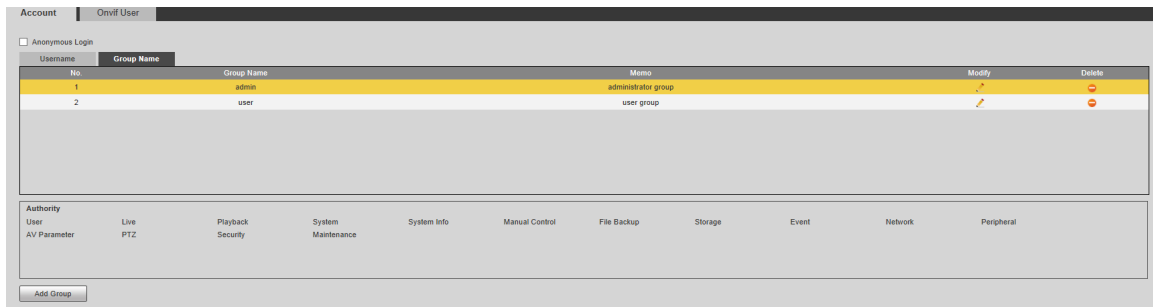 Account Onvif User
Anonymous Login
Username Group Name
No. Group Name Memo Modify Delete
1 admin administrator group
2 user user group
Authority
User Live Playback System System Info Manual Control File Backup Storage Event Network Peripheral
AV Parameter PTZ Security Maintenance
Add Group